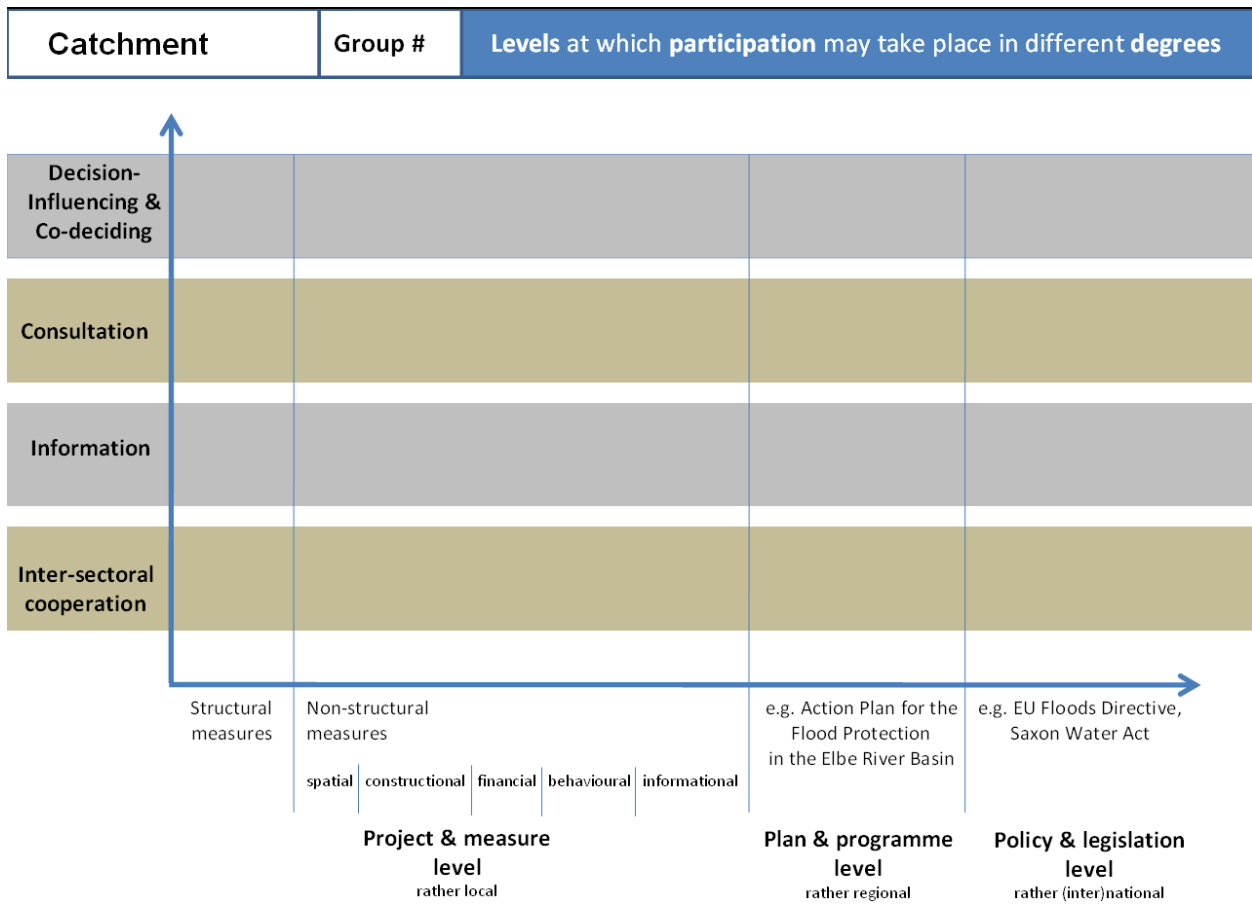 Catchment
Group #
Levels at which participation may take place in different degrees
Decision-
Influencing &
Co-deciding
Consultation
Information
Inter-sectoral
cooperation
Structural
measures
Non-structural
measures
e.g. Action Plan for the
Flood Protection
in the Elbe River Basin
e.g. EU Floods Directive,
Saxon Water Act
spatial
constructional
financial
behavioural
informational
Project & measure
level
rather local
Plan & programme
level
rather regional
Policy & legislation
level
rather (inter)national